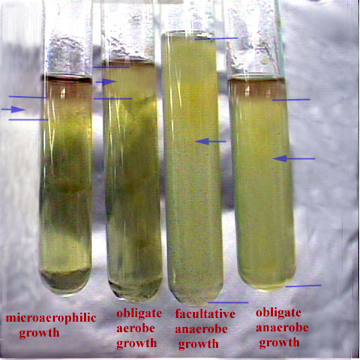 microaerophilic
growth
obligate
aerobe
growth
facultative
anaerobe
growth
obligate
anaerobe
growth